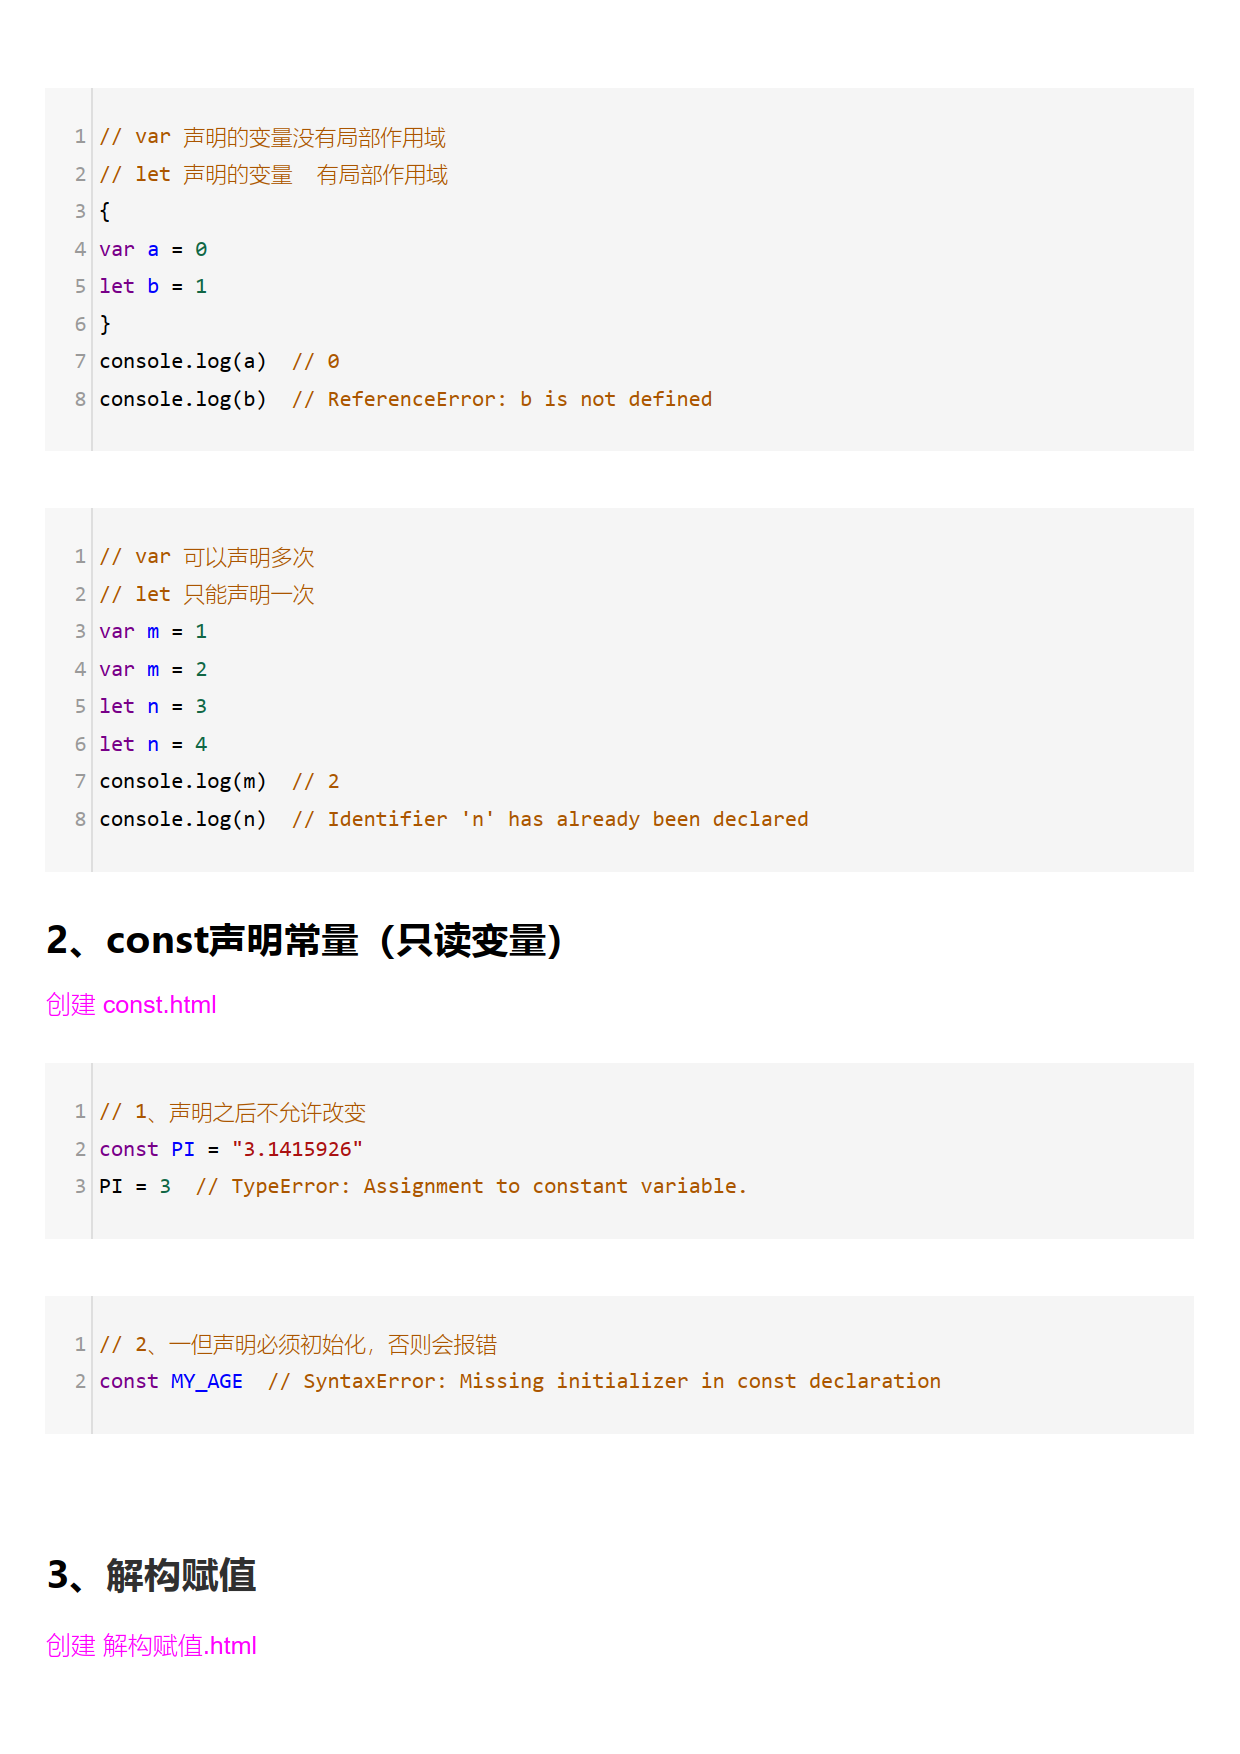 1 // var 声明的变量没有局部作用域
2 // let 声明的变量  有局部作用域
3 {
4 var a = 0
5 let b = 1
6 }
7 console.log(a)  // 0
8 console.log(b)  // ReferenceError: b is not defined
1 // var 可以声明多次
2 // let 只能声明一次
3 var m = 1
4 var m = 2
5 let n = 3
6 let n = 4
7 console.log(m)  // 2
8 console.log(n)  // Identifier 'n' has already been declared
2、const声明常量（只读变量）
创建 const.html
1 // 1、声明之后不允许改变
2 const PI = "3.1415926"
3 PI = 3  // TypeError: Assignment to constant variable.
1 // 2、一但声明必须初始化，否则会报错
2 const MY_AGE  // SyntaxError: Missing initializer in const declaration
3、解构赋值
创建 解构赋值.html